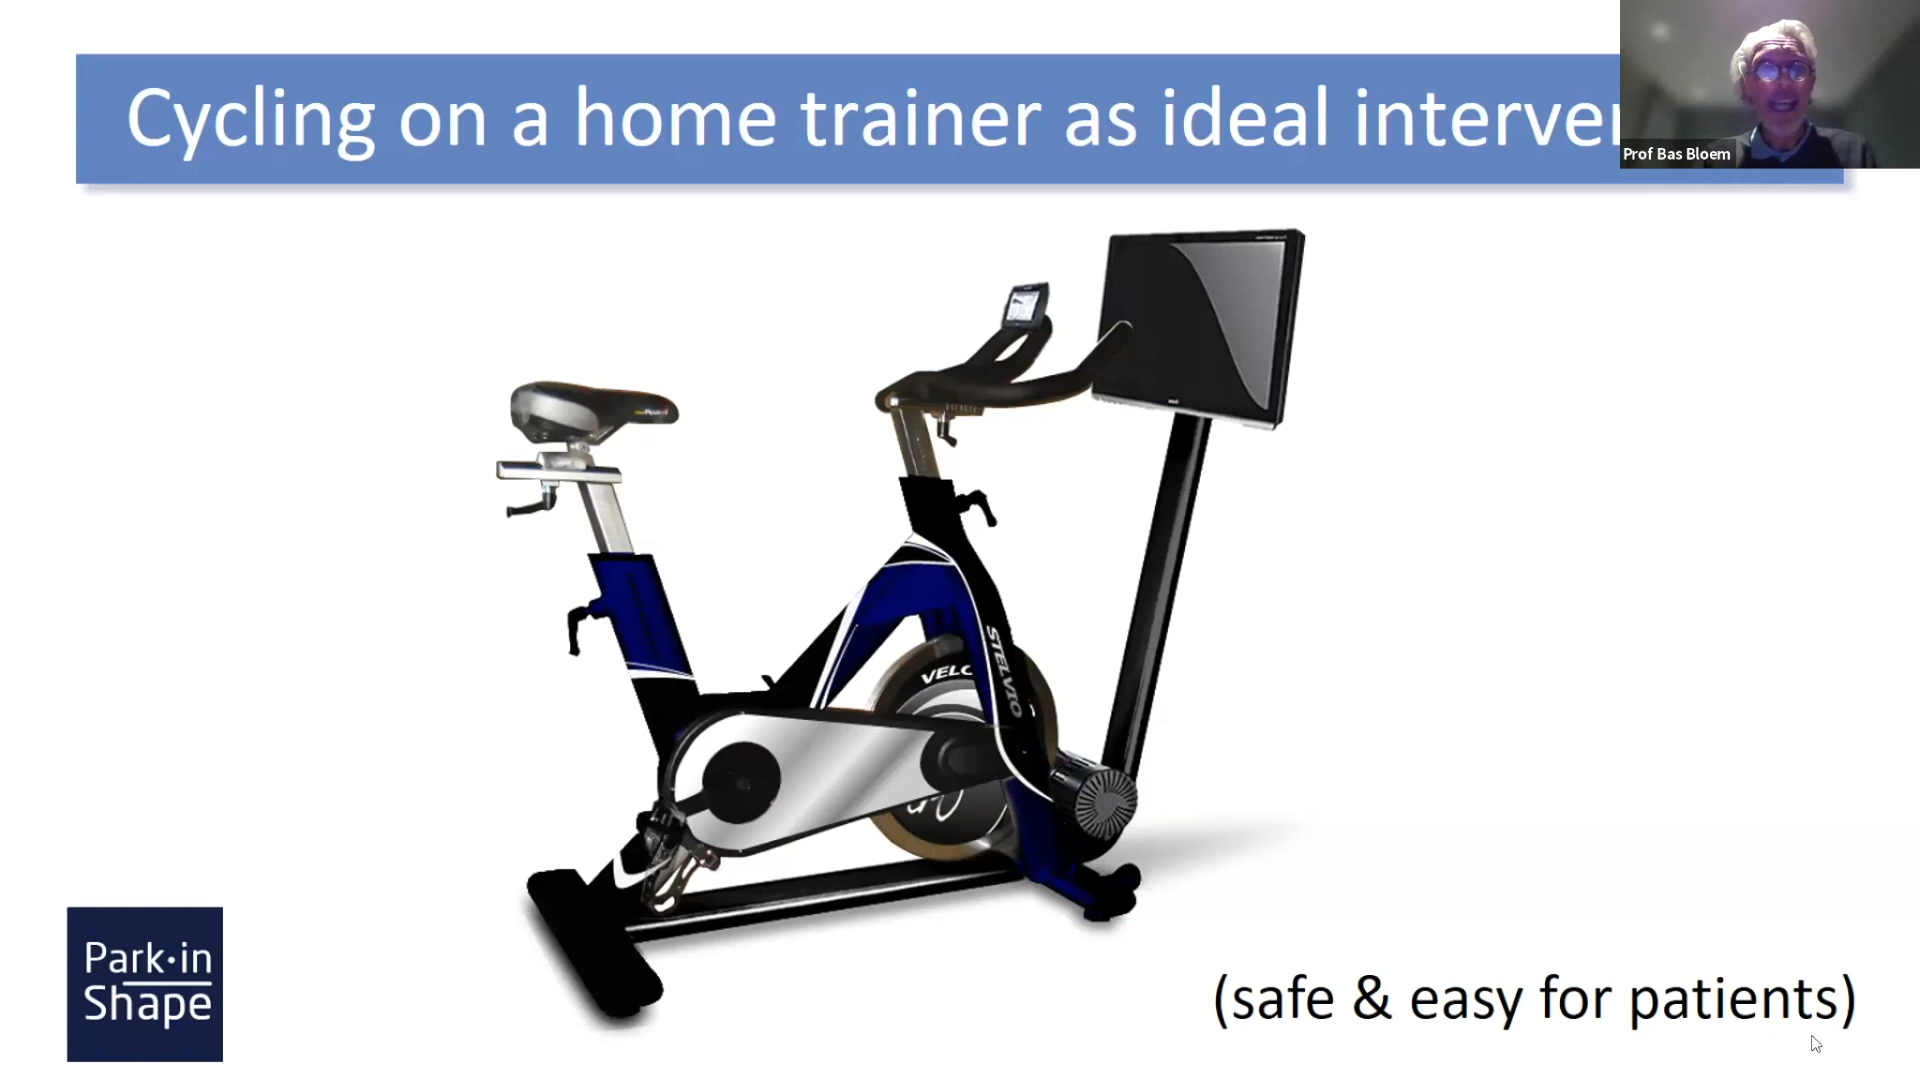 Cycling on a home trainer as ideal interve
Prof Bas Bloem
STELVIO
VELO
Park·in
Shape
(safe & easy for patients)